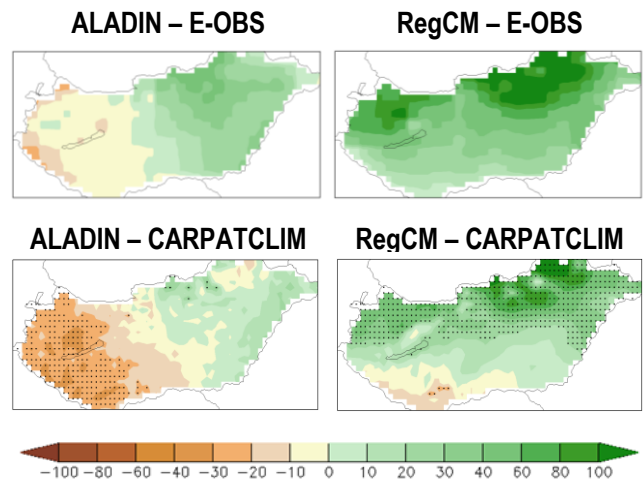 ALADIN – E-OBS
RegCM – E-OBS
ALADIN – CARPATCLIM
RegCM – CARPATCLIM
−100 −80 −60 −40 −30 −20 −10 0 10 20 30 40 60 80 100